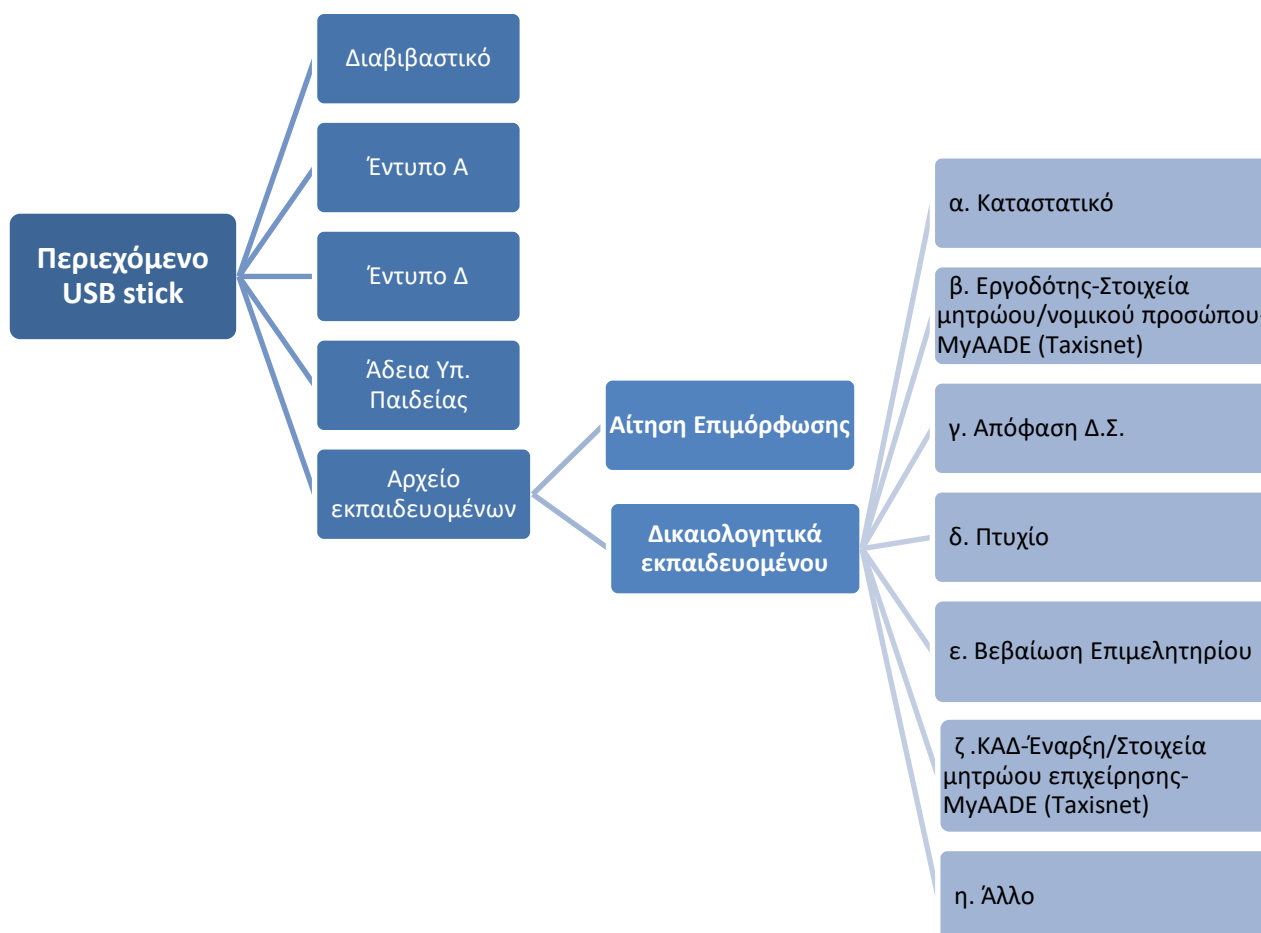 Διαβιβαστικό
Έντυπο Α
Έντυπο Δ
Άδεια Υπ.
Παιδείας
Αρχείο
εκπαιδευομένων
Περιεχόμενο
USB stick
Αίτηση Επιμόρφωσης
Δικαιολογητικά
εκπαιδευομένου
α. Καταστατικό
β. Εργοδότης-Στοιχεία
μητρώου/νομικού προσώπου-
MyAADE (Taxisnet)
γ. Απόφαση Δ.Σ.
δ. Πτυχίο
ε. Βεβαίωση Επιμελητηρίου
ζ .ΚΑΔ-Έναρξη/Στοιχεία
μητρώου επιχείρησης-
MyAADE (Taxisnet)
η. Άλλο